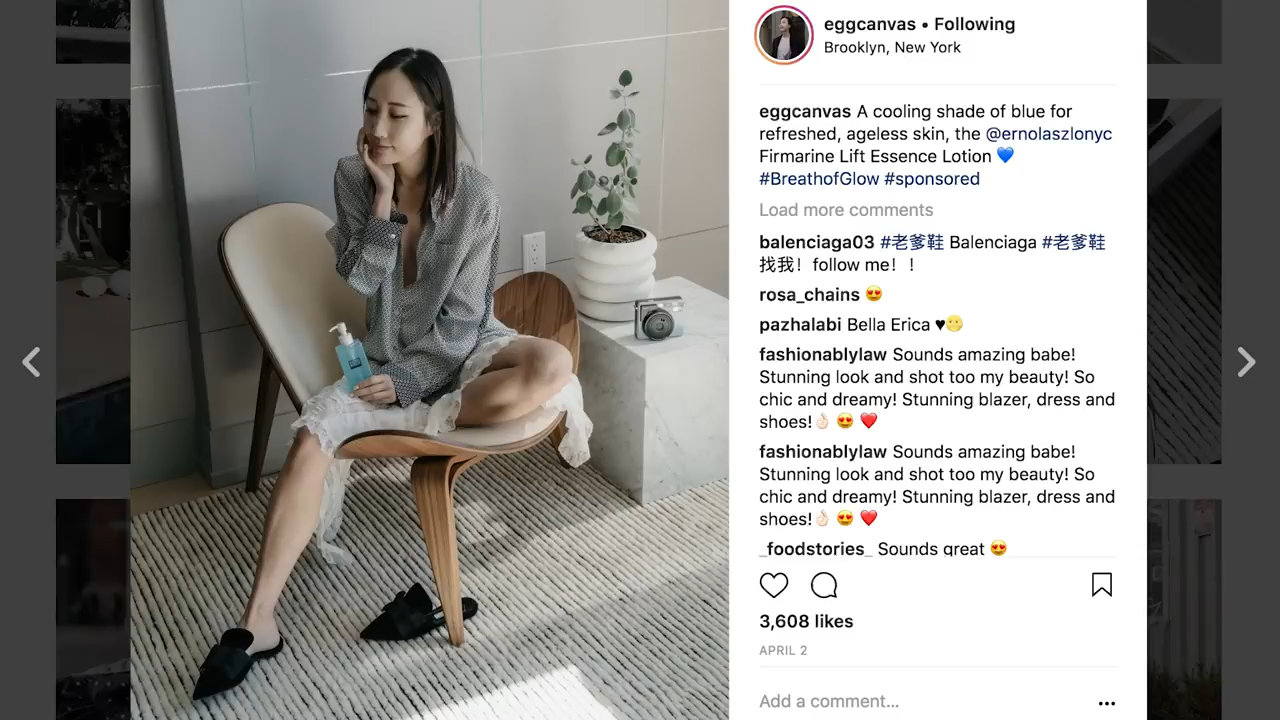 eggcanvas • Following
Brooklyn, New York
eggcanvas A cooling shade of blue for
refreshed, ageless skin, the @ernolaszlonyc
Firmarine Lift Essence Lotion 💙
#BreathofGlow #sponsored
Load more comments
balenciaga03 #老爹鞋 Balenciaga #老爹鞋
找我！follow me！！
rosa_chains 😍
pazhalabi Bella Erica ♥️🌝
fashionablylaw Sounds amazing babe!
Stunning look and shot too my beauty! So
chic and dreamy! Stunning blazer, dress and
shoes!👌🏻 😍 ❤️
fashionablylaw Sounds amazing babe!
Stunning look and shot too my beauty! So
chic and dreamy! Stunning blazer, dress and
shoes!👌🏻 😍 ❤️
_foodstories_ Sounds great 😍
3,608 likes
APRIL 2
Add a comment...